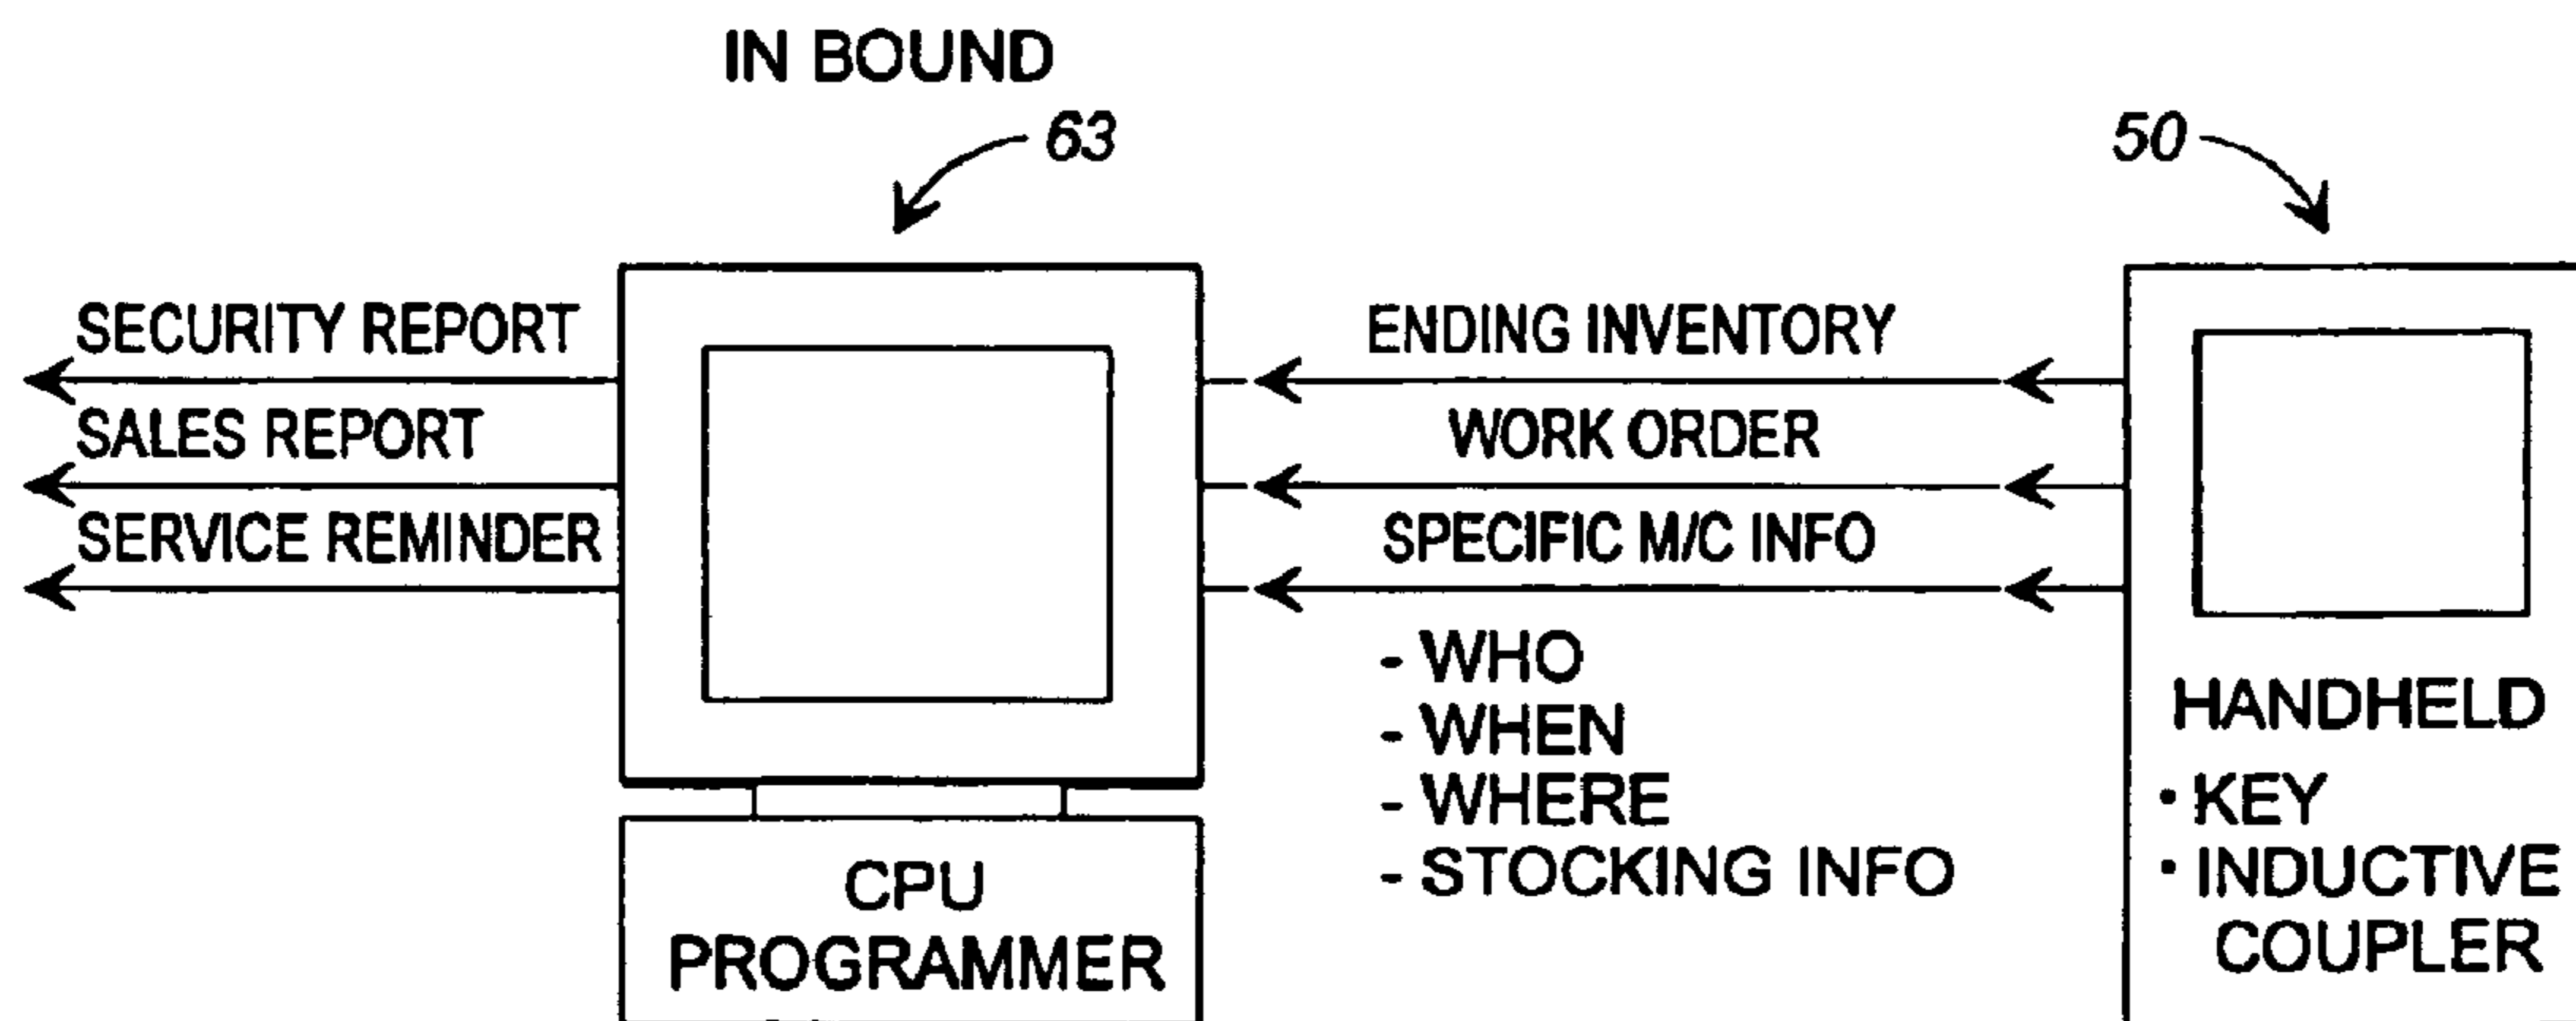 IN BOUND
63
50
SECURITY REPORT
SALES REPORT
SERVICE REMINDER
ENDING INVENTORY
WORK ORDER
SPECIFIC M/C INFO
- WHO
- WHEN
- WHERE
- STOCKING INFO
CPU
PROGRAMMER
HANDHELD
• KEY
• INDUCTIVE
COUPLER